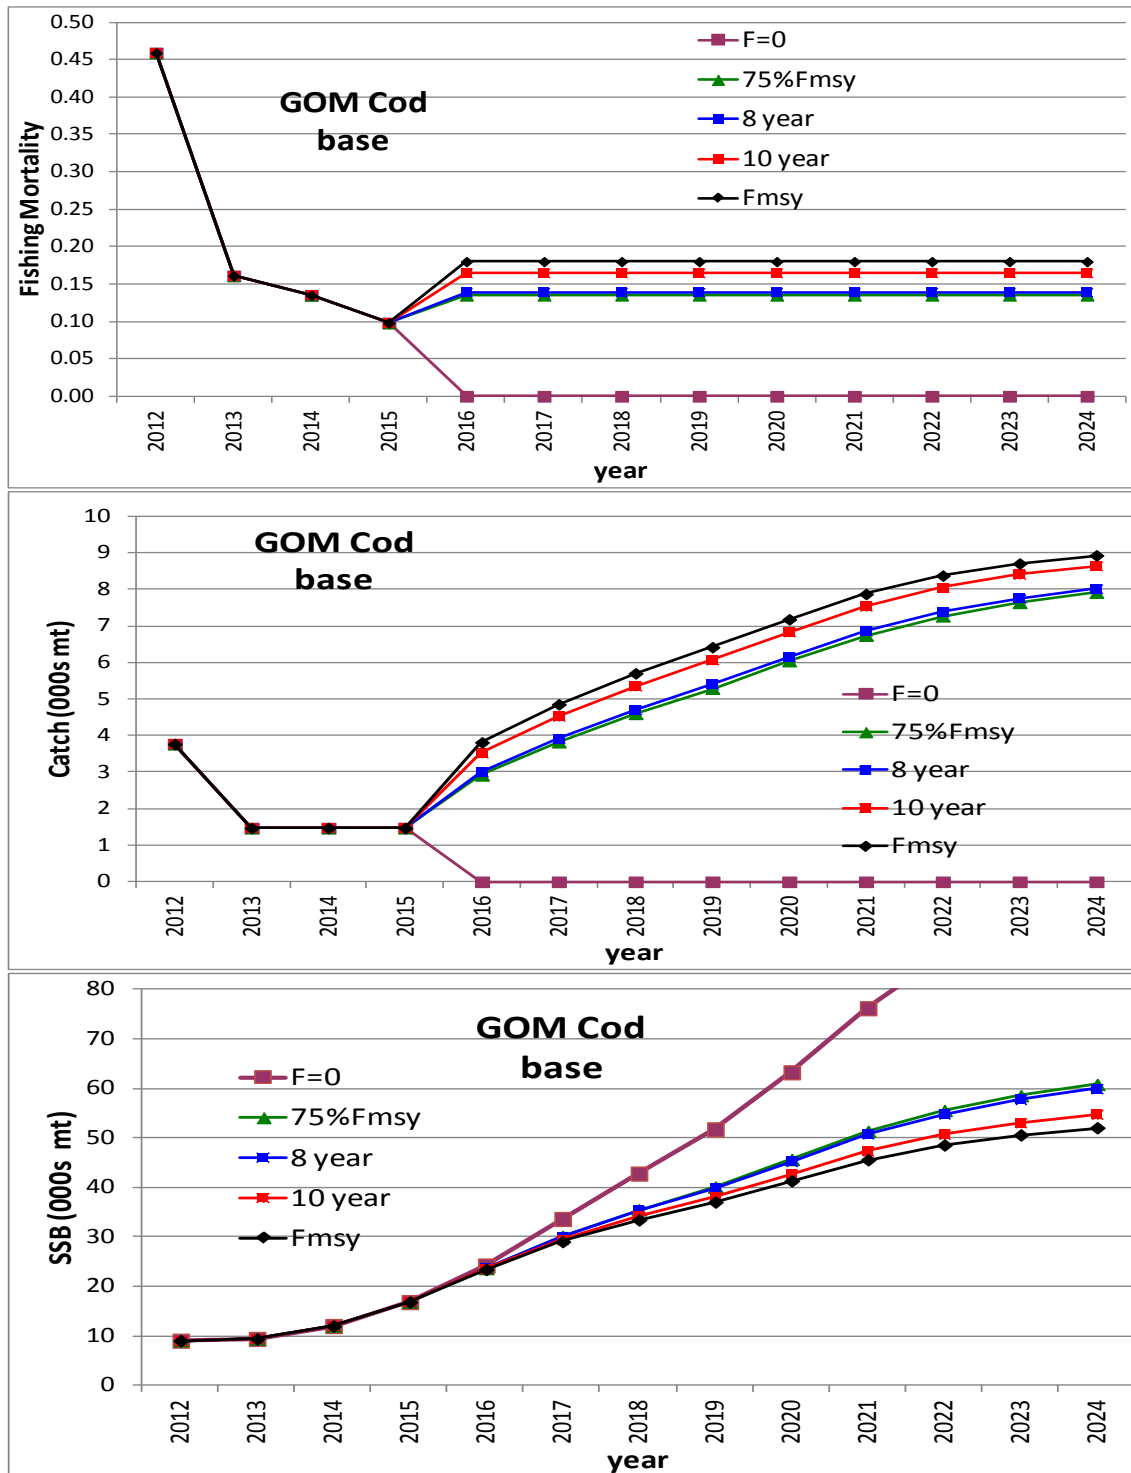 0.50
0.45
0.40
0.35
0.30
0.25
0.20
0.15
0.10
0.05
0.00
Fishing Mortality
GOM Cod
base
F=0
75%Fmsy
8 year
10 year
Fmsy
2012 2013 2014 2015 2016 2017 2018 2019 2020 2021 2022 2023 2024
year
10
9
8
7
6
5
4
3
2
1
0
Catch (000s mt)
GOM Cod
base
F=0
75%Fmsy
8 year
10 year
Fmsy
2012 2013 2014 2015 2016 2017 2018 2019 2020 2021 2022 2023 2024
year
80
70
60
50
40
30
20
10
0
SSB (000s mt)
GOM Cod
base
F=0
75%Fmsy
8 year
10 year
Fmsy
2012 2013 2014 2015 2016 2017 2018 2019 2020 2021 2022 2023 2024
year